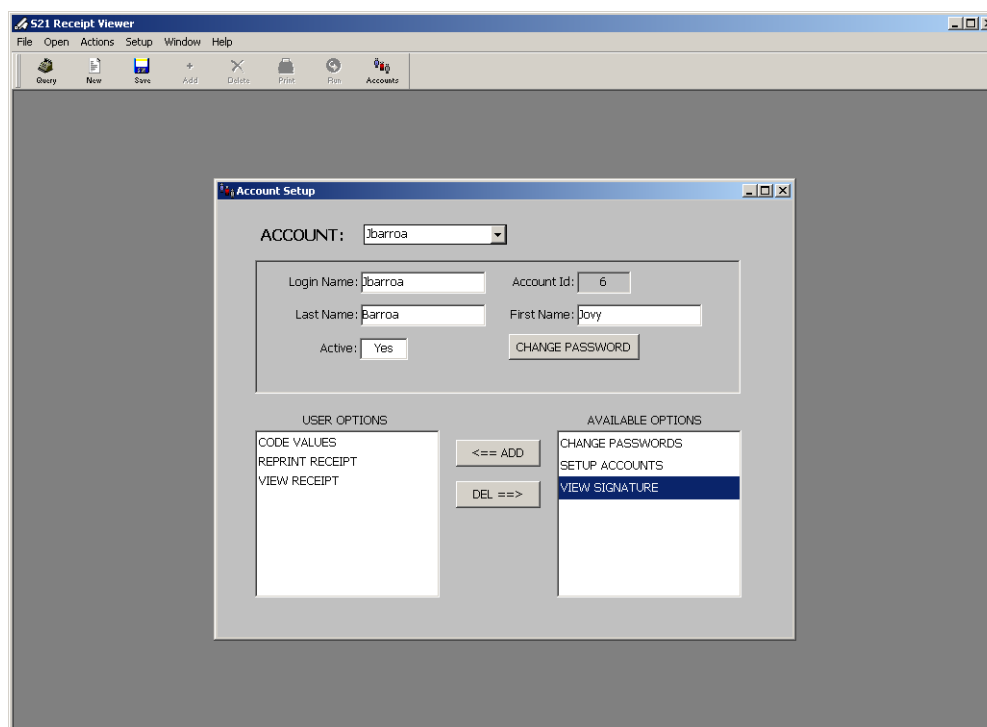 S21 Receipt Viewer
File Open Actions Setup Window Help
Query New Save Add Delete Print Run Accounts
Account Setup
ACCOUNT: Jbarroa
Login Name: Jbarroa Account Id: 6
Last Name: Barroa First Name: Jovy
Active: Yes CHANGE PASSWORD
USER OPTIONS AVAILABLE OPTIONS
CODE VALUES
REPRINT RECEIPT
VIEW RECEIPT
<== ADD
DEL ==>
CHANGE PASSWORDS
SETUP ACCOUNTS
VIEW SIGNATURE